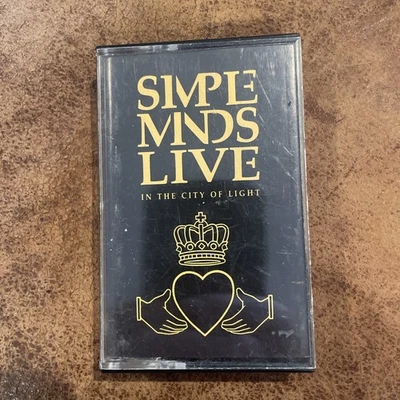 SIMPLE
MINDS
LIVE
IN THE CITY OF LIGHT